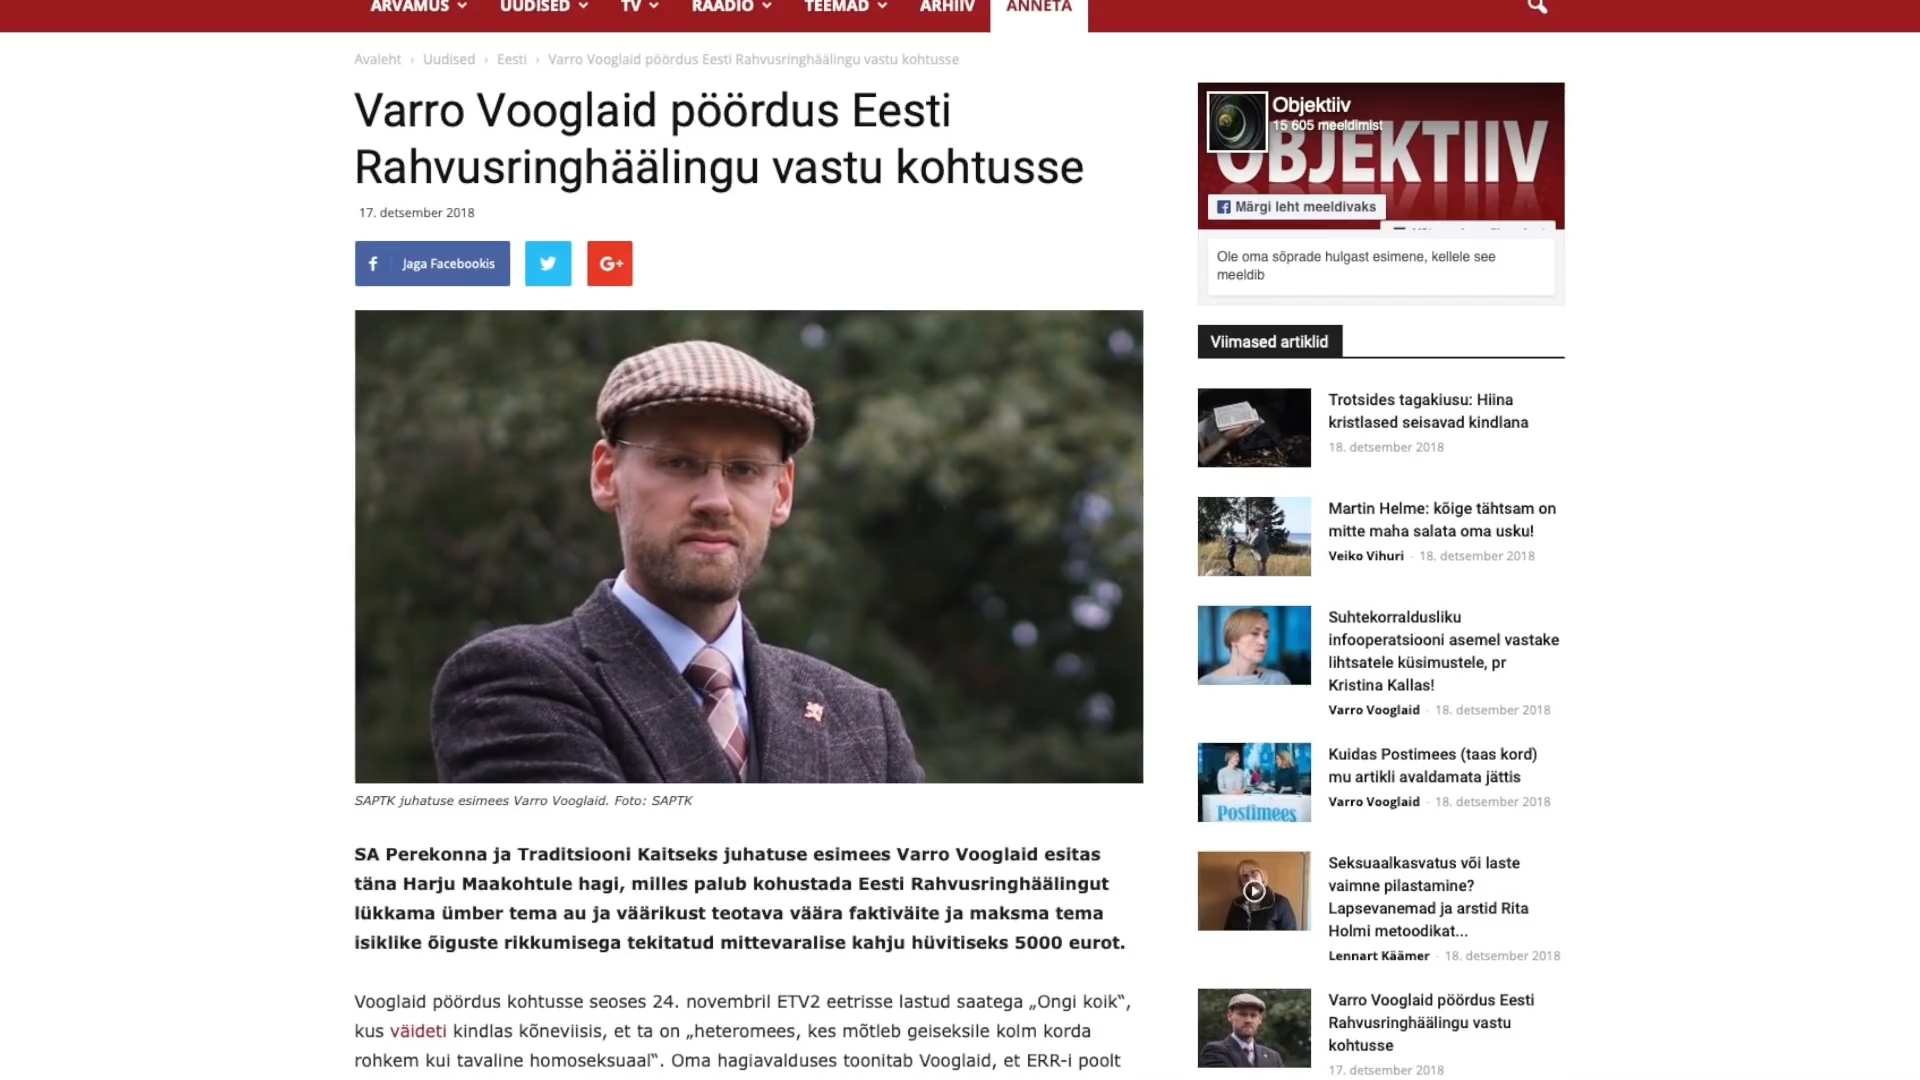 ARVAMUS
UUDISED
TV
RAADIO
TEEMAD
ARHIIV
ANNETA
Avaleht › Uudised › Eesti › Varro Vooglaid pöördus Eesti Rahvusringhäälingu vastu kohtusse
Varro Vooglaid pöördus Eesti
Rahvusringhäälingu vastu kohtusse
17. detsember 2018
Jaga Facebookis
G+
SAPTK juhatuse esimees Varro Vooglaid. Foto: SAPTK
SA Perekonna ja Traditsiooni Kaitseks juhatuse esimees Varro Vooglaid esitas
täna Harju Maakohtule hagi, milles palub kohustada Eesti Rahvusringhäälingut
lükkama ümber tema au ja väärikust teotava väära faktiväite ja maksma tema
isiklike õiguste rikkumisega tekitatud mittevaralise kahju hüvitiseks 5000 eurot.
Vooglaid pöördus kohtusse seoses 24. novembril ETV2 eetrisse lastud saatega „Ongi koik“,
kus väideti kindlas kõneviisis, et ta on „heteromees, kes mõtleb geiseksile kolm korda
rohkem kui tavaline homoseksuaal“. Oma hagiavalduses toonitab Vooglaid, et ERR-i poolt
Objektiiv
15 605 meeldimist
OBJEKTIIV
Märgi leht meeldivaks
Ole oma sõprade hulgast esimene, kellele see
meeldib
Viimased artiklid
Trotsides tagakiusu: Hiina
kristlased seisavad kindlana
18. detsember 2018
Martin Helme: kõige tähtsam on
mitte maha salata oma usku!
Veiko Vihuri - 18. detsember 2018
Suhtekorraldusliku
infooperatsiooni asemel vastake
lihtsatele küsimustele, pr
Kristina Kallas!
Varro Vooglaid - 18. detsember 2018
Kuidas Postimees (taas kord)
mu artikli avaldamata jättis
Varro Vooglaid - 18. detsember 2018
Postimees
Seksuaalkasvatus või laste
vaimne pilastamine?
Lapsevanemad ja arstid Rita
Holmi metoodikat...
Lennart Käämer - 18. detsember 2018
Varro Vooglaid pöördus Eesti
Rahvusringhäälingu vastu
kohtusse
17. detsember 2018